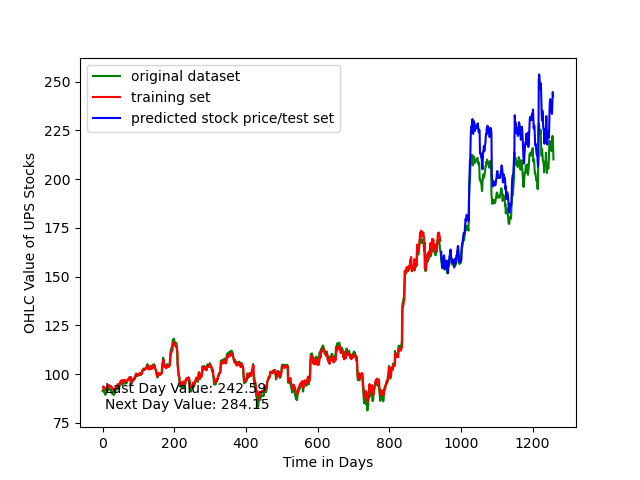 original dataset
training set
predicted stock price/test set
250
225
200
175
150
125
100
75
OHLC Value of UPS Stocks
Last Day Value: 242.59
Next Day Value: 284.15
0 200 400 600 800 1000 1200
Time in Days